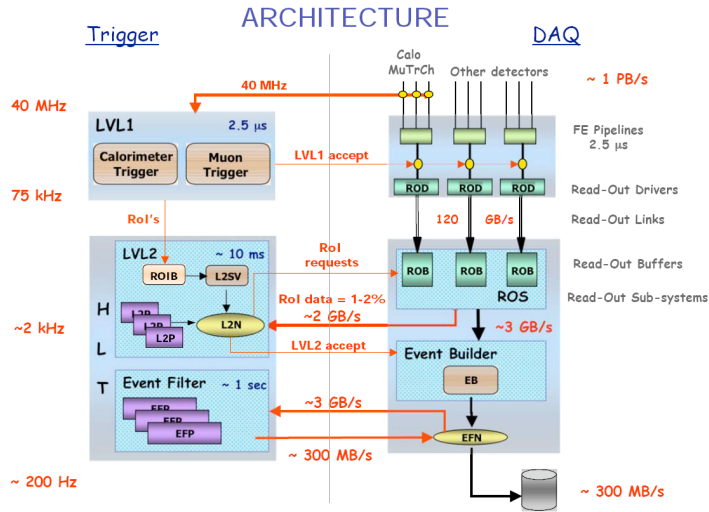 ARCHITECTURE
Trigger
DAQ
Calo
MuTrCh
Other detectors
40 MHz
~ 1 PB/s
40 MHz
LVL1
2.5 μs
Calorimeter
Trigger
Muon
Trigger
LVL1 accept
FE Pipelines
2.5 μs
ROD
ROD
ROD
Read-Out Drivers
75 kHz
RoI's
120
GB/s
Read-Out Links
LVL2
~ 10 ms
RoI
requests
ROIB
L2SV
ROB
ROB
ROB
Read-Out Buffers
ROS
Read-Out Sub-systems
RoI data = 1-2%
~2 GB/s
H
L
T
L2P
L2P
L2P
L2N
~2 kHz
~3 GB/s
LVL2 accept
Event Builder
EB
Event Filter
~ 1 sec
EFP
EFP
EFP
~3 GB/s
EFN
~ 300 MB/s
~ 200 Hz
~ 300 MB/s